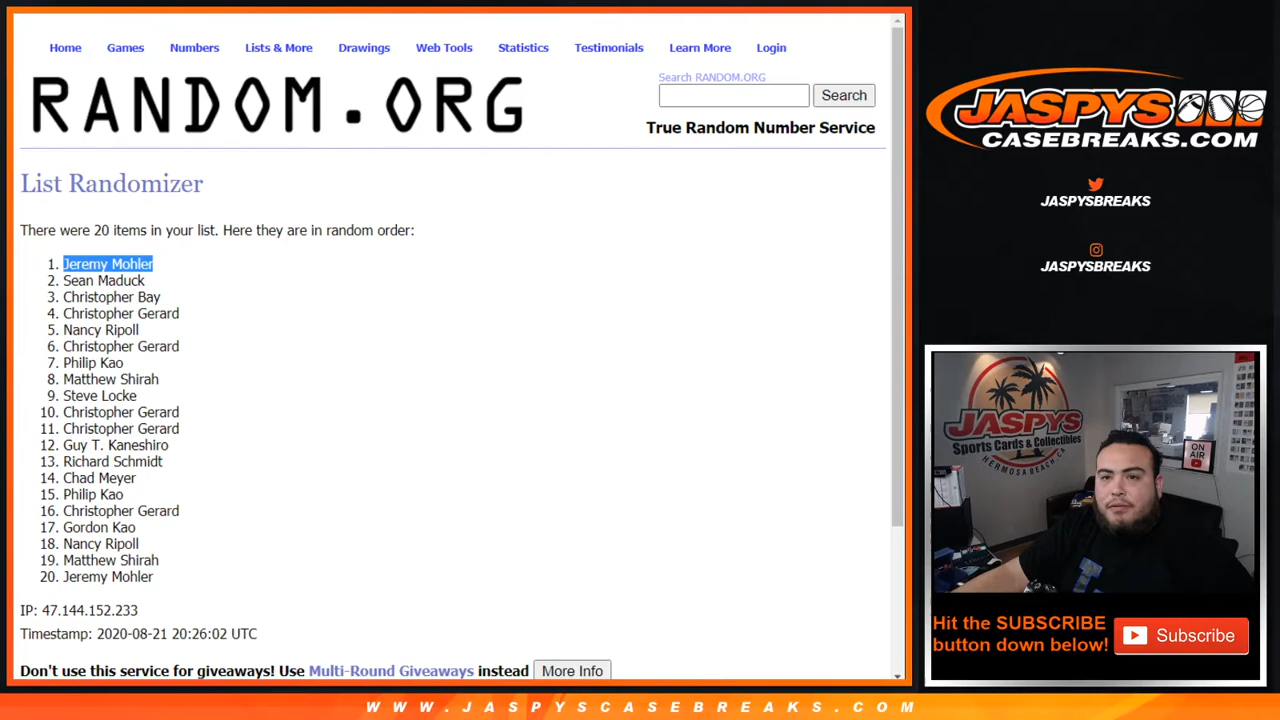 Home Games Numbers Lists & More Drawings Web Tools Statistics Testimonials Learn More Login
RANDOM.ORG
Search RANDOM.ORG
Search
True Random Number Service
List Randomizer
There were 20 items in your list. Here they are in random order:
1. Jeremy Mohler
2. Sean Maduck
3. Christopher Bay
4. Christopher Gerard
5. Nancy Ripoll
6. Christopher Gerard
7. Philip Kao
8. Matthew Shirah
9. Steve Locke
10. Christopher Gerard
11. Christopher Gerard
12. Guy T. Kaneshiro
13. Richard Schmidt
14. Chad Meyer
15. Philip Kao
16. Christopher Gerard
17. Gordon Kao
18. Nancy Ripoll
19. Matthew Shirah
20. Jeremy Mohler
IP: 47.144.152.233
Timestamp: 2020-08-21 20:26:02 UTC
Don't use this service for giveaways! Use Multi-Round Giveaways instead More Info
JASPYS
CASEBREAKS.COM
JASPYSBREAKS
JASPYSBREAKS
JASPYS
Sports Cards & Collectibles
HERMOSA BEACH, CA
ON
AIR
Hit the SUBSCRIBE
button down below!
Subscribe
WWW.JASPYSCASEBREAKS.COM